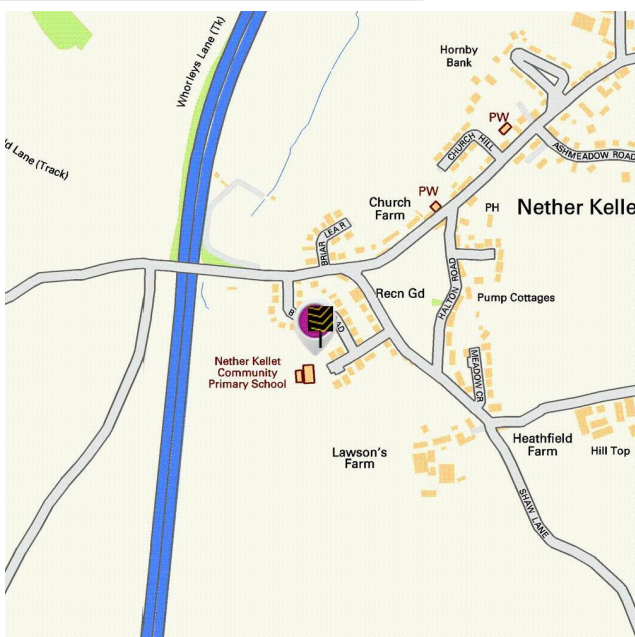 Hornby
Bank
Whorleys Lane (Tk)
PW
CHURCH HILL
ASHMEADOW ROAD
ld Lane (Track)
PW
Church
Farm
PH
Nether Kelle
BRIAR LEA R
HALTON ROAD
Recn Gd
Pump Cottages
B
AD
Nether Kellet
Community
Primary School
MEADOW CR
Lawson's
Farm
Heathfield
Farm
Hill Top
SHAW LANE